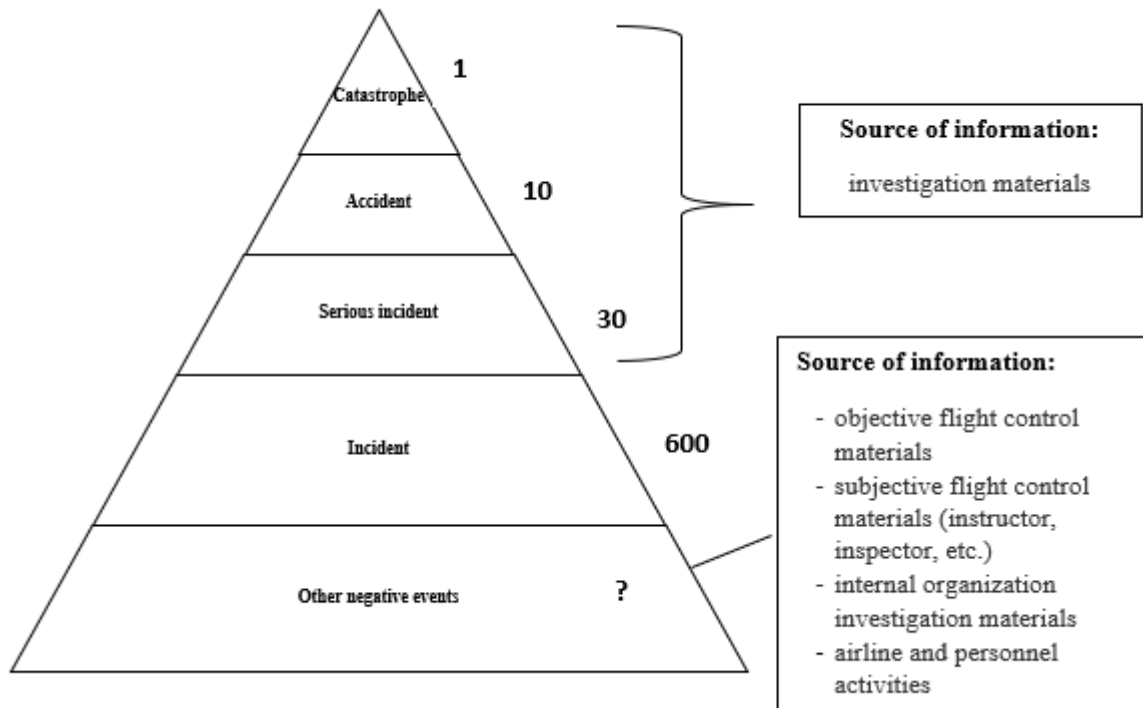 1
Catastrophe
Accident
10
Serious incident
30
Incident
600
Other negative events
?
Source of information:
investigation materials
Source of information:
- objective flight control
materials
- subjective flight control
materials (instructor,
inspector, etc.)
- internal organization
investigation materials
- airline and personnel
activities